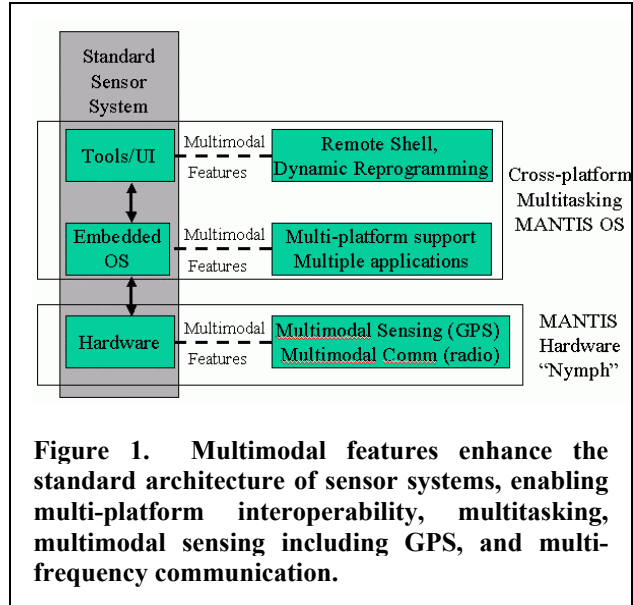 Standard
Sensor
System
Tools/UI
Multimodal
Features
Remote Shell,
Dynamic Reprogramming
Embedded
OS
Multimodal
Features
Multi-platform support
Multiple applications
Cross-platform
Multitasking
MANTIS OS
Hardware
Multimodal
Features
Multimodal Sensing (GPS)
Multimodal Comm (radio)
MANTIS
Hardware
“Nymph”
Figure 1. Multimodal features enhance the
standard architecture of sensor systems, enabling
multi-platform interoperability, multitasking,
multimodal sensing including GPS, and multi-
frequency communication.